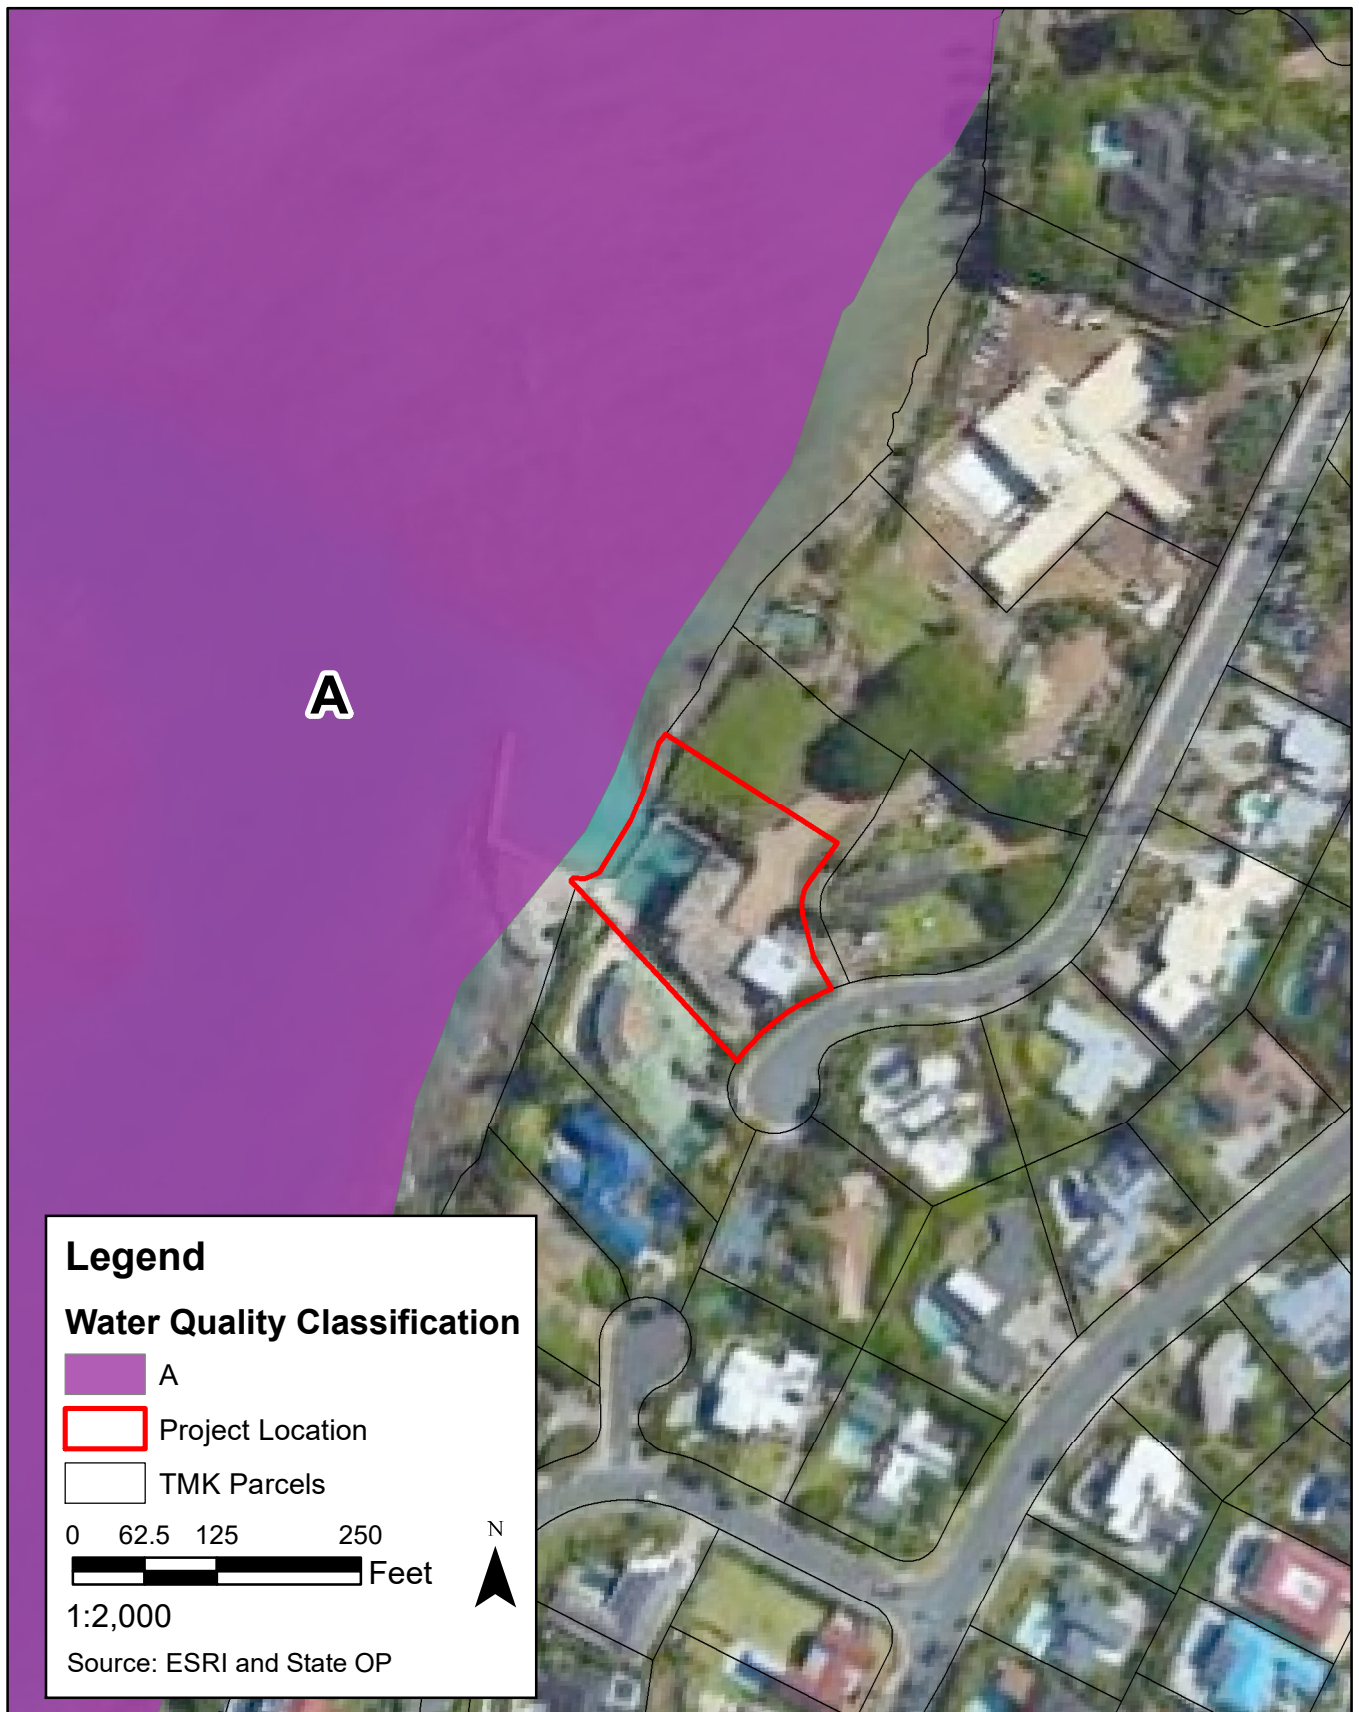 A
Legend
Water Quality Classification
A
Project Location
TMK Parcels
0 62.5 125 250
Feet
N
1:2,000
Source: ESRI and State OP